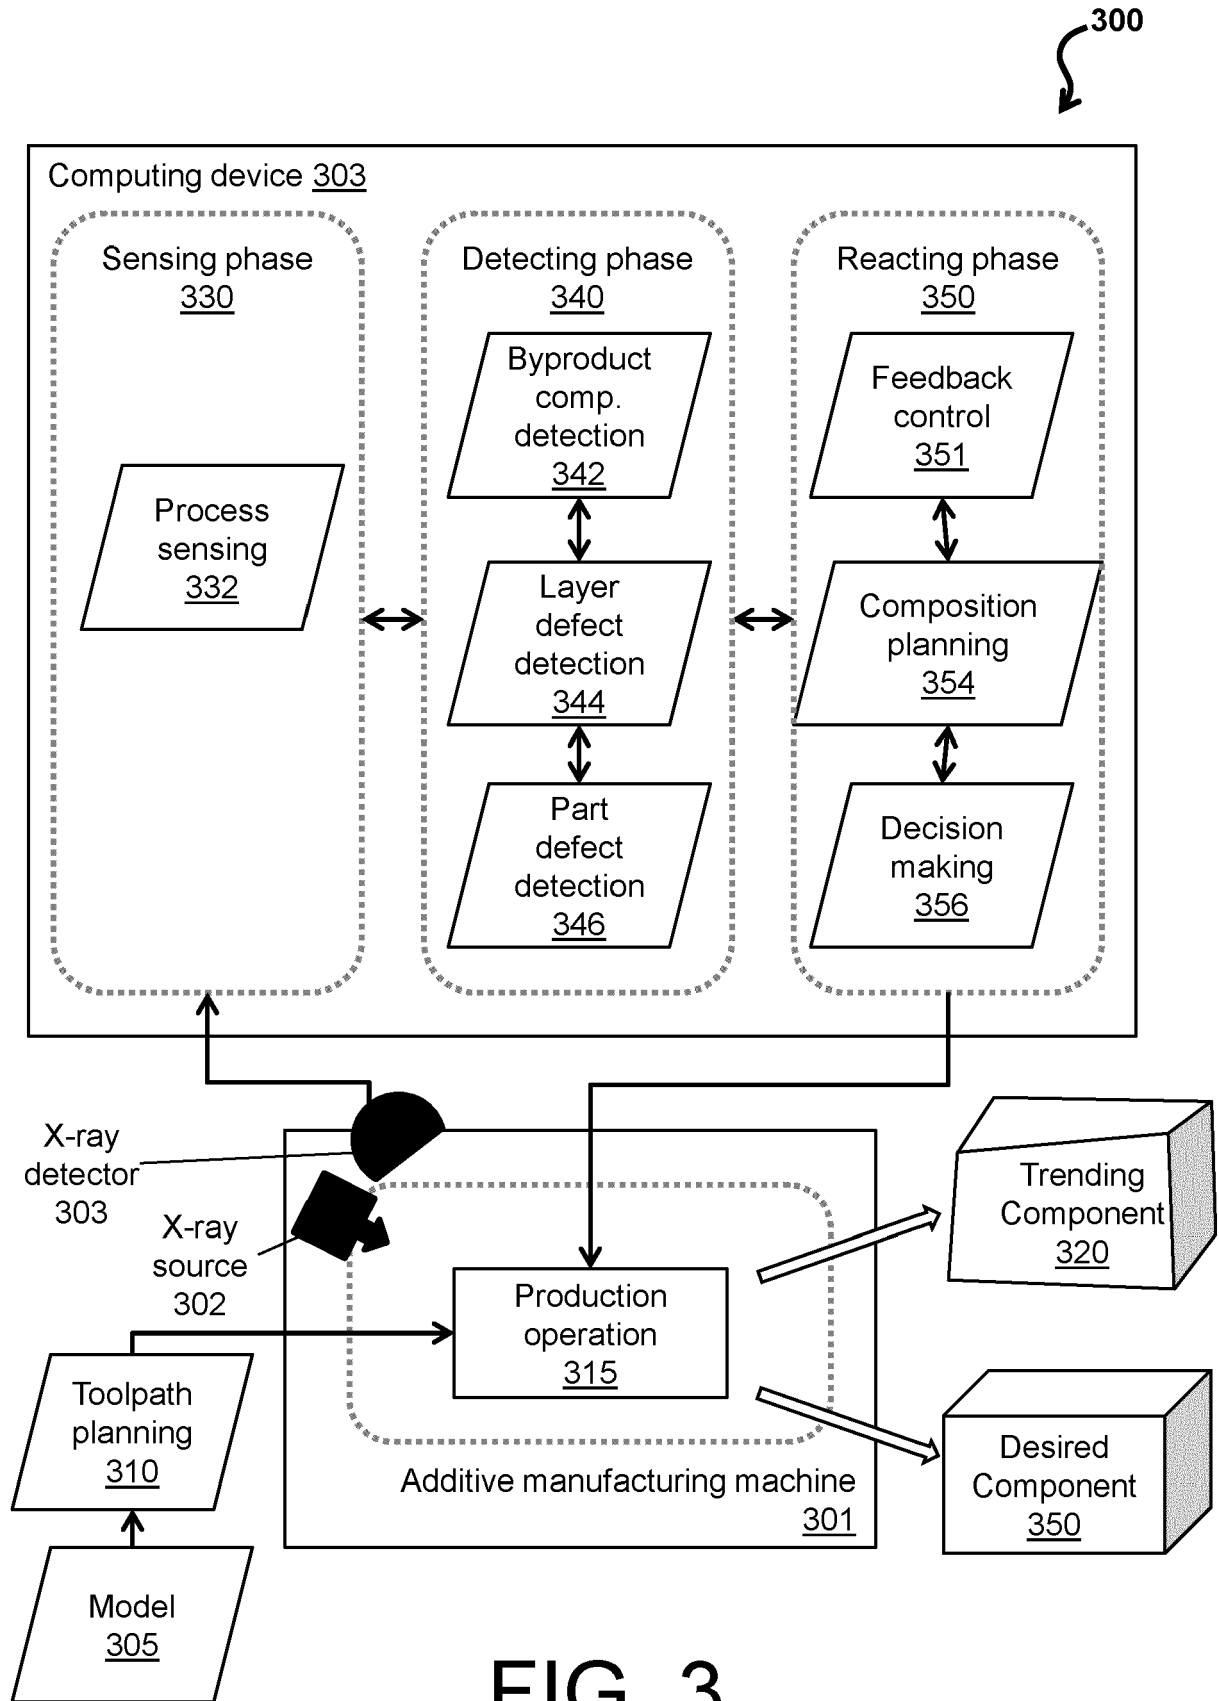 300
Computing device 303
Sensing phase
330
Process
sensing
332
Detecting phase
340
Byproduct
comp.
detection
342
Layer
defect
detection
344
Part
defect
detection
346
Reacting phase
350
Feedback
control
351
Composition
planning
354
Decision
making
356
X-ray
detector
303
X-ray
source
302
Production
operation
315
Additive manufacturing machine
301
Trending
Component
320
Desired
Component
350
Toolpath
planning
310
Model
305
FIG. 3